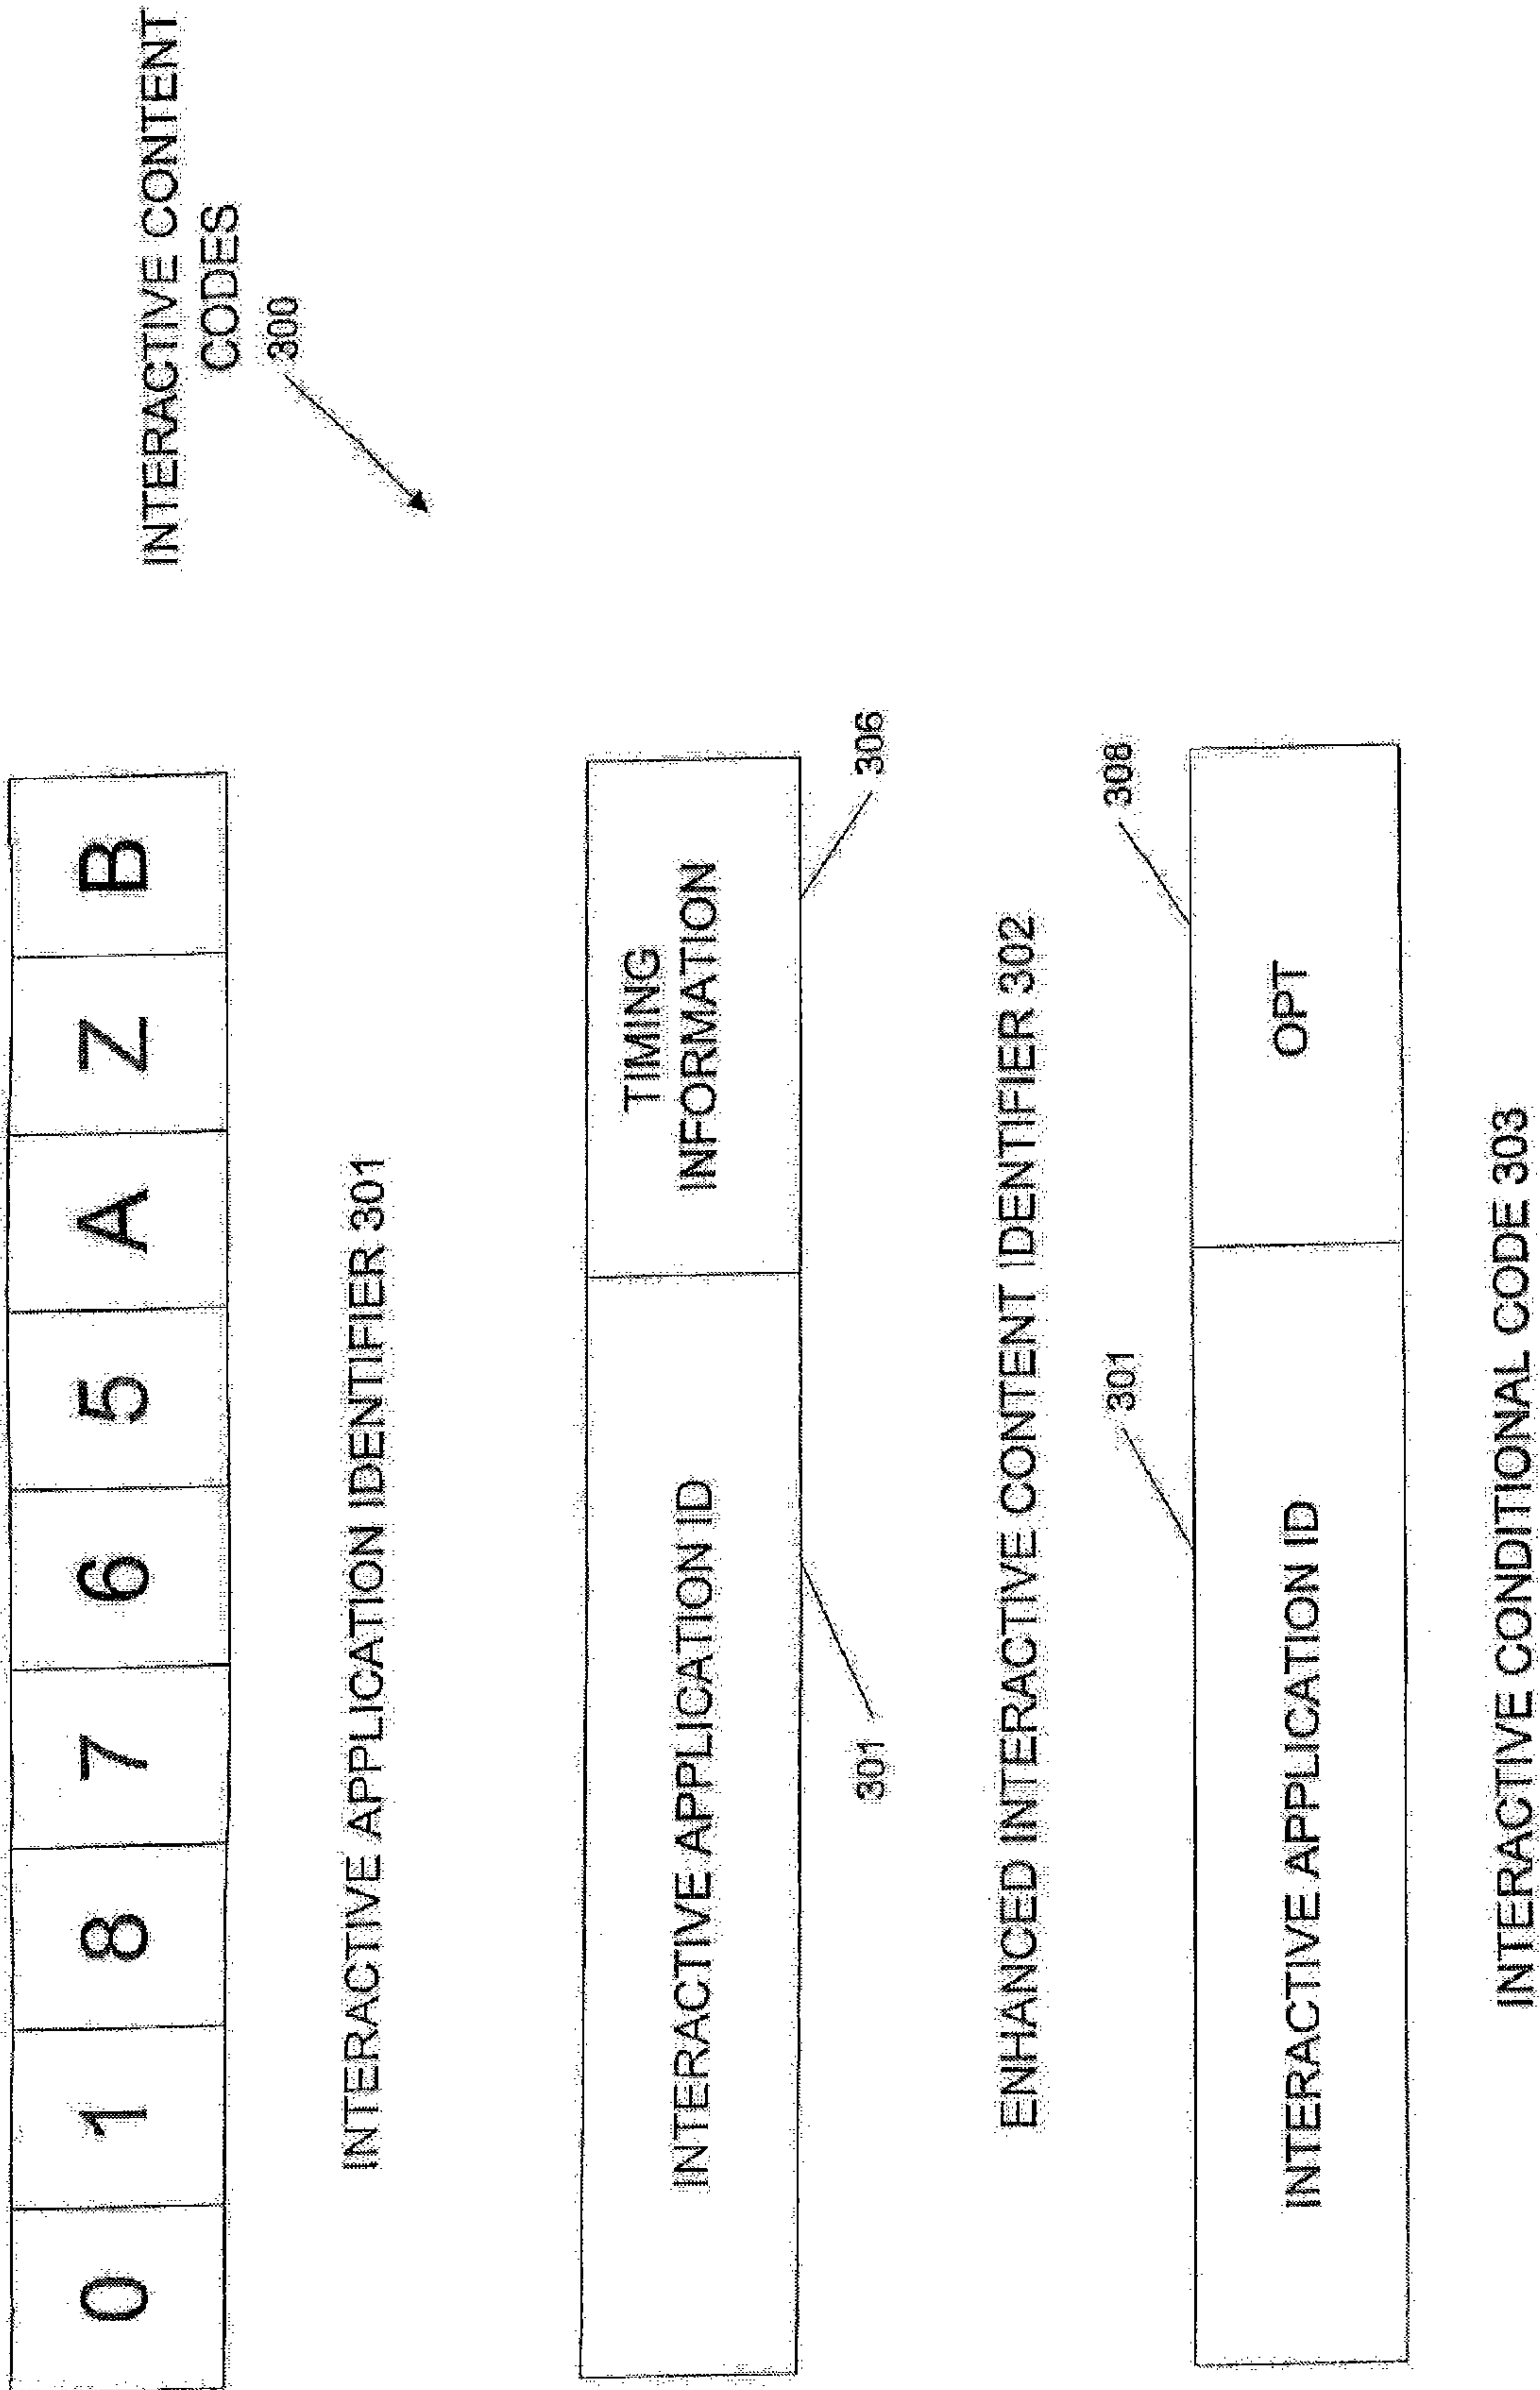 0 1 8 7 6 5 A Z B
INTERACTIVE CONTENT
CODES
300
INTERACTIVE APPLICATION IDENTIFIER 301
INTERACTIVE APPLICATION ID
TIMING
INFORMATION
301
306
ENHANCED INTERACTIVE CONTENT IDENTIFIER 302
301
308
INTERACTIVE APPLICATION ID
OPT
INTERACTIVE CONDITIONAL CODE 303